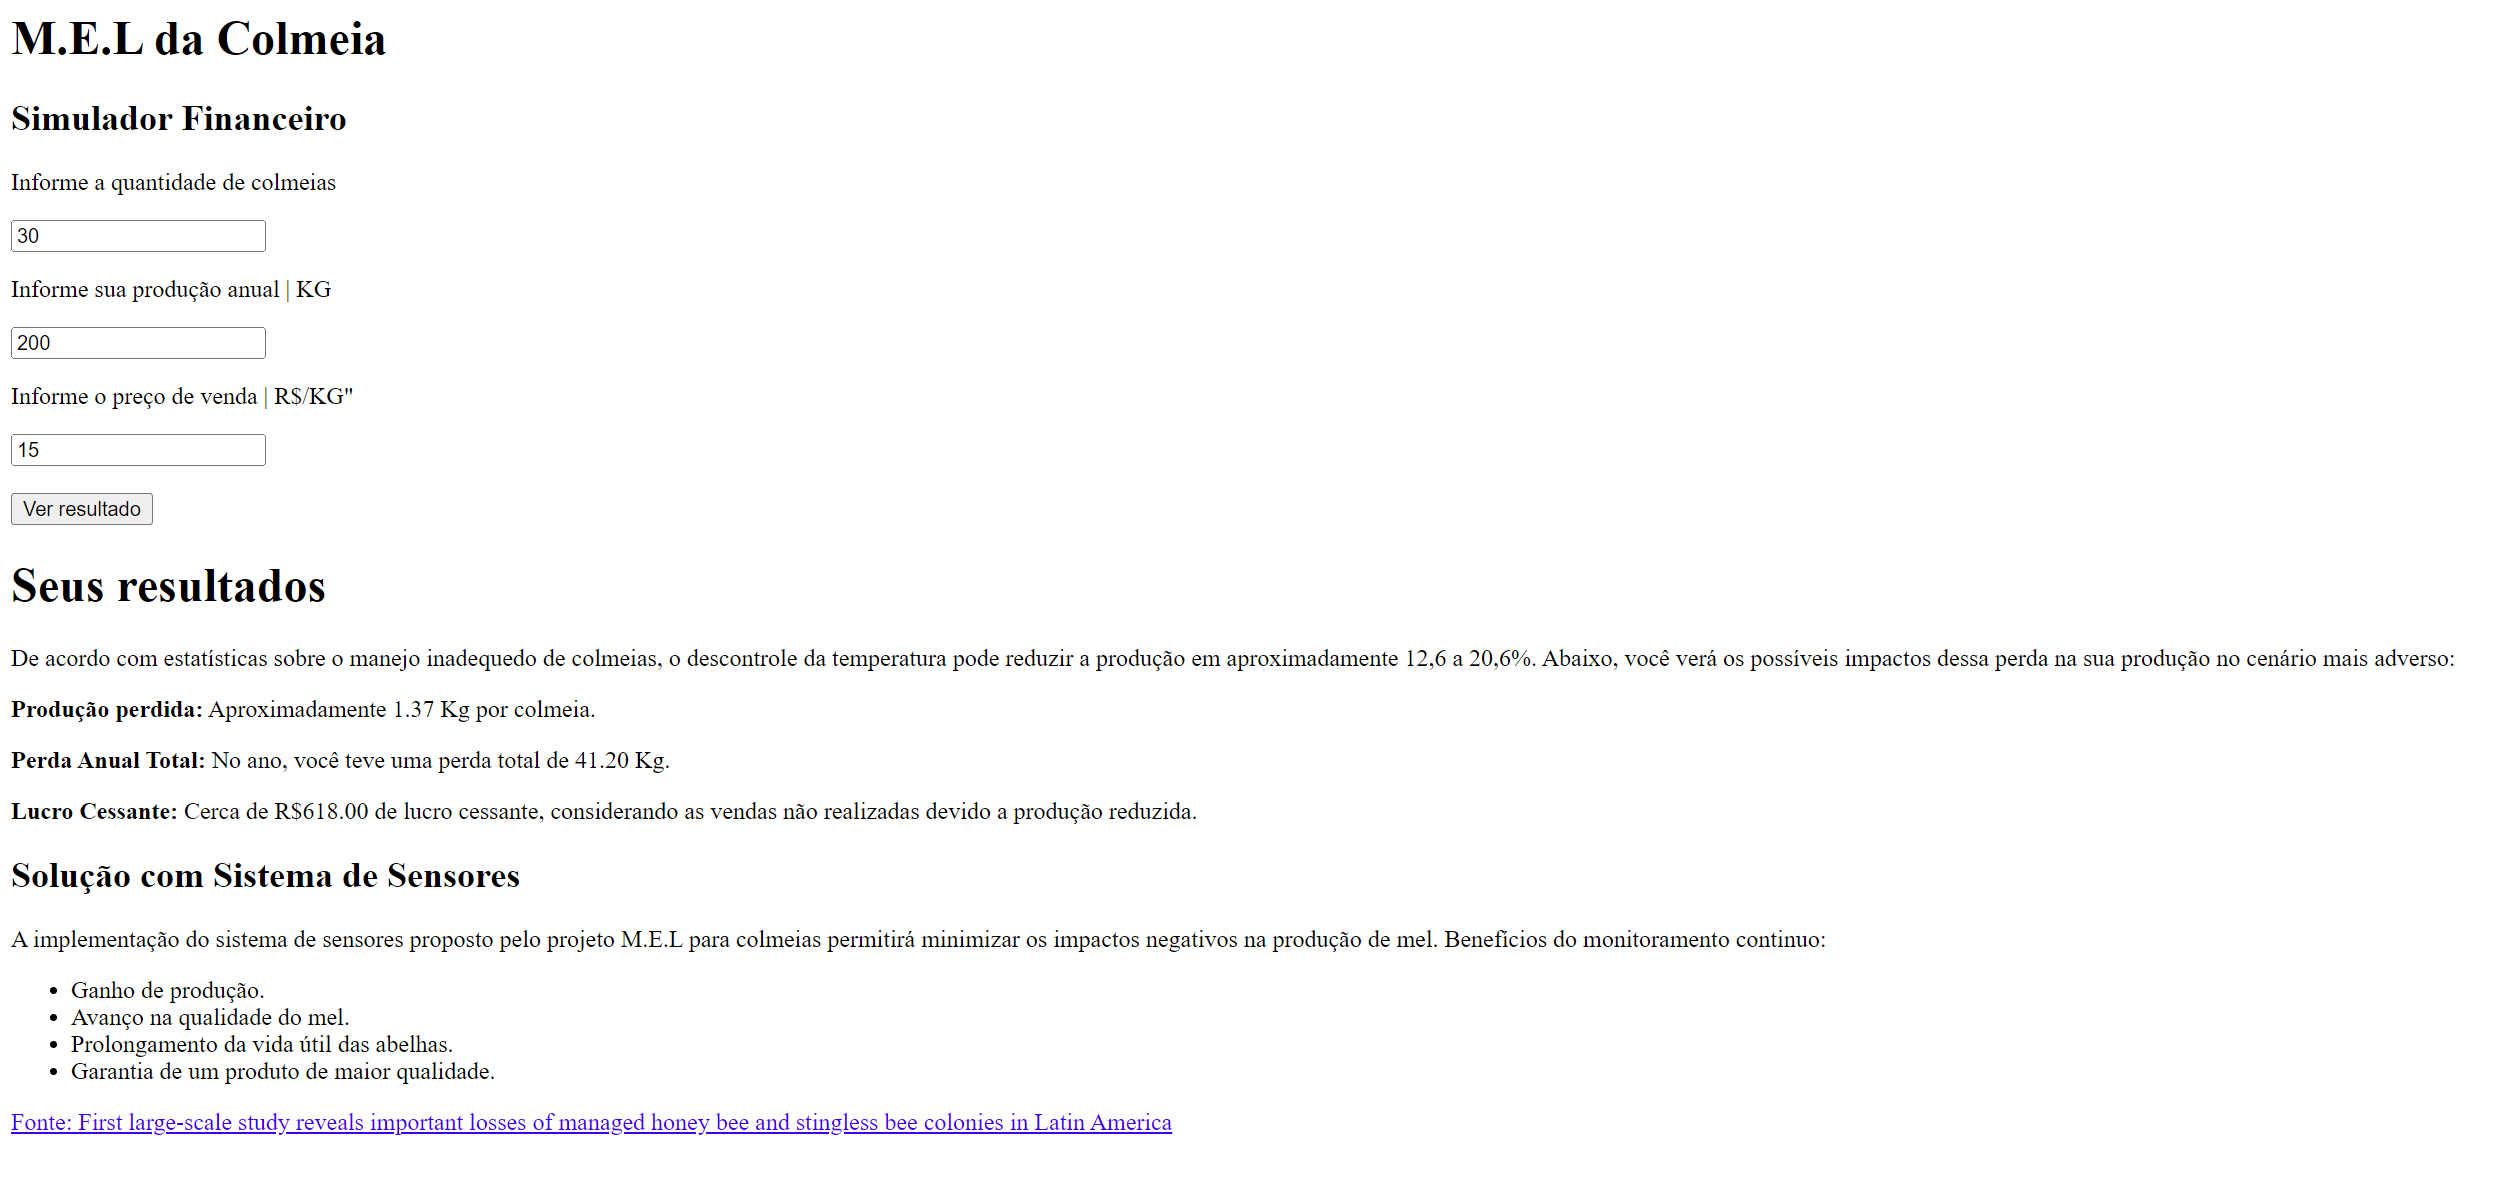 M.E.L da Colmeia
Simulador Financeiro
Informe a quantidade de colmeias
30
Informe sua produção anual | KG
200
Informe o preço de venda | R$/KG"
15
Ver resultado
Seus resultados
De acordo com estatísticas sobre o manejo inadequedo de colmeias, o descontrole da temperatura pode reduzir a produção em aproximadamente 12,6 a 20,6%. Abaixo, você verá os possíveis impactos dessa perda na sua produção no cenário mais adverso:
Produção perdida: Aproximadamente 1.37 Kg por colmeia.
Perda Anual Total: No ano, você teve uma perda total de 41.20 Kg.
Lucro Cessante: Cerca de R$618.00 de lucro cessante, considerando as vendas não realizadas devido a produção reduzida.
Solução com Sistema de Sensores
A implementação do sistema de sensores proposto pelo projeto M.E.L para colmeias permitirá minimizar os impactos negativos na produção de mel. Benefícios do monitoramento continuo:
• Ganho de produção.
• Avanço na qualidade do mel.
• Prolongamento da vida útil das abelhas.
• Garantia de um produto de maior qualidade.
Fonte: First large-scale study reveals important losses of managed honey bee and stingless bee colonies in Latin America